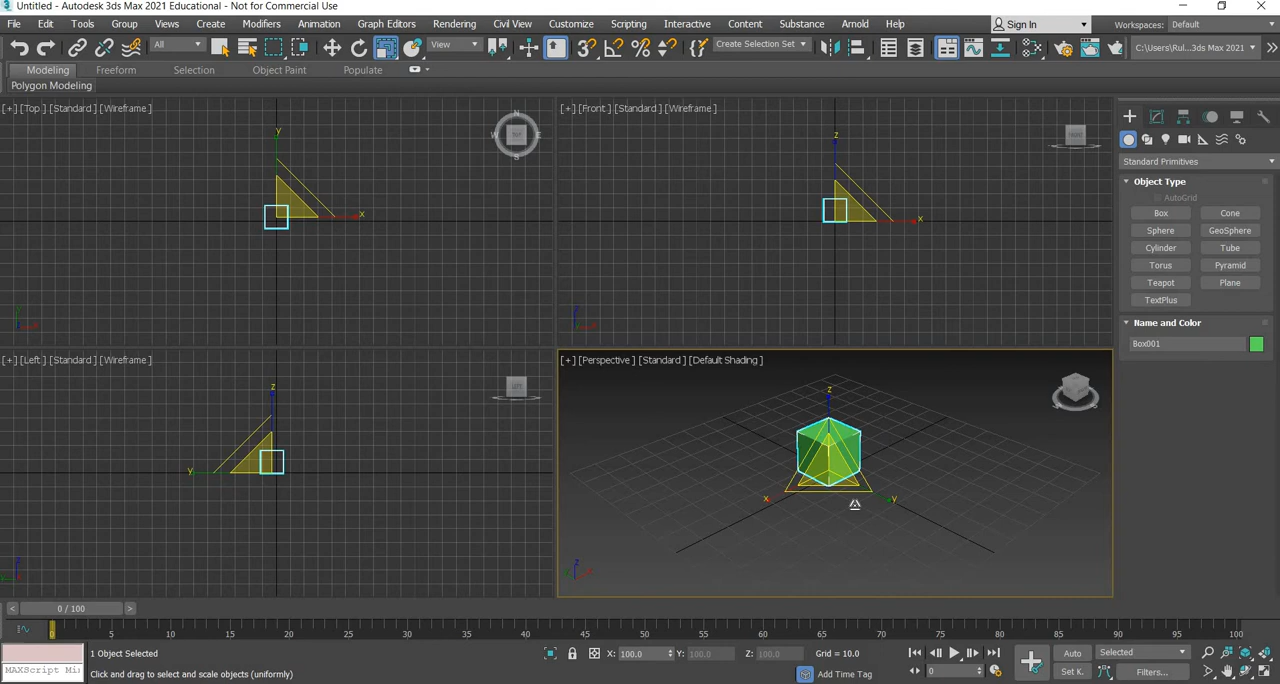 Untitled - Autodesk 3ds Max 2021 Educational - Not for Commercial Use
File Edit Tools Group Views Create Modifiers Animation Graph Editors Rendering Civil View Customize Scripting Interactive Content Substance Arnold Help Sign In Workspaces: Default
All View Create Selection Set C:\Users\Rul...3ds Max 2021
Modeling Freeform Selection Object Paint Populate
Polygon Modeling
[+] [Top ] [Standard ] [Wireframe ]
[+] [Front ] [Standard ] [Wireframe ]
N
W TOP E
S
FRONT
y
x
z
x
Standard Primitives
Object Type
AutoGrid
Box Cone
Sphere GeoSphere
Cylinder Tube
Torus Pyramid
Teapot Plane
TextPlus
Name and Color
Box001
[+] [Left ] [Standard ] [Wireframe ]
[+] [Perspective ] [Standard ] [Default Shading ]
LEFT
z
y
z
x
y
z
< 0 / 100 >
0 5 10 15 20 25 30 35 40 45 50 55 60 65 70 75 80 85 90 95 100
1 Object Selected X: 100.0 Y: 100.0 Z: 100.0 Grid = 10.0 Auto Selected
MAXScript Mi Click and drag to select and scale objects (uniformly) Add Time Tag 0 Set K. Filters...